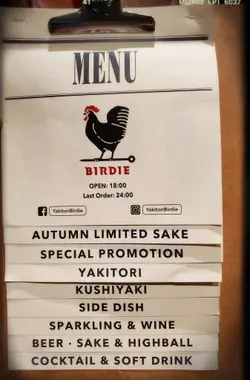 MENU
BIRDIE
OPEN: 18:00
Last Order: 24:00
YakitoriBirdie YakitoriBirdie
AUTUMN LIMITED SAKE
SPECIAL PROMOTION
YAKITORI
KUSHIYAKI
SIDE DISH
SPARKLING & WINE
BEER · SAKE & HIGHBALL
COCKTAIL & SOFT DRINK